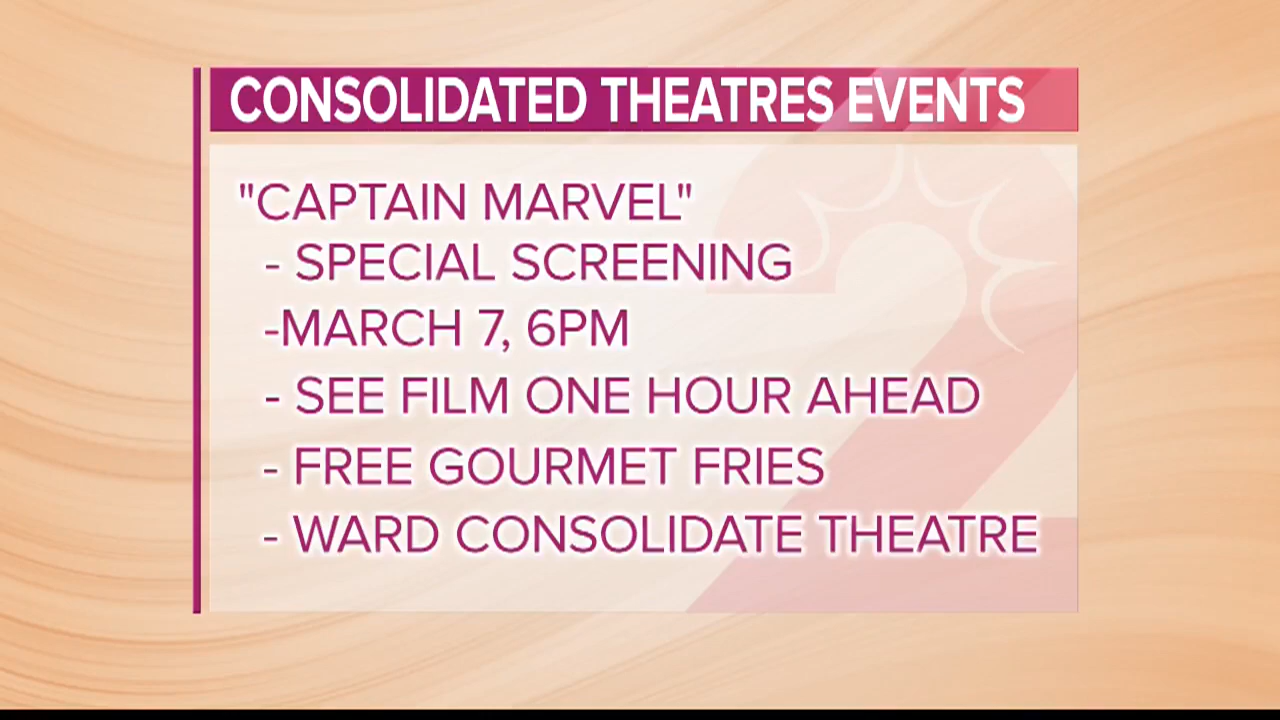 CONSOLIDATED THEATRES EVENTS
"CAPTAIN MARVEL"
- SPECIAL SCREENING
-MARCH 7, 6PM
- SEE FILM ONE HOUR AHEAD
- FREE GOURMET FRIES
- WARD CONSOLIDATE THEATRE